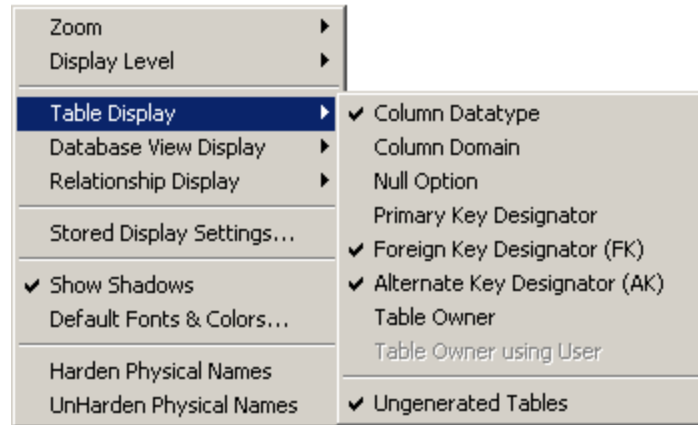 Zoom
Display Level
Table Display
Database View Display
Relationship Display
Stored Display Settings...
Show Shadows
Default Fonts & Colors...
Harden Physical Names
UnHarden Physical Names
Column Datatype
Column Domain
Null Option
Primary Key Designator
Foreign Key Designator (FK)
Alternate Key Designator (AK)
Table Owner
Table Owner using User
Ungenerated Tables